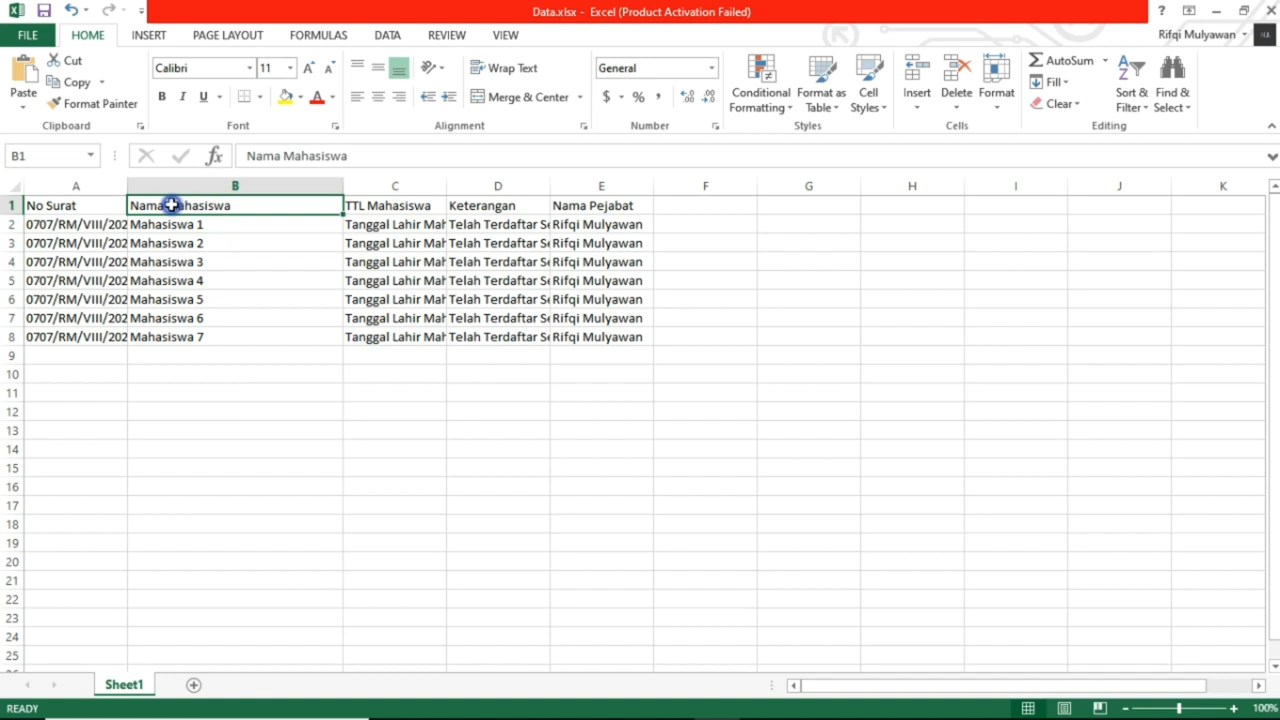 Data.xlsx - Excel (Product Activation Failed)
FILE HOME INSERT PAGE LAYOUT FORMULAS DATA REVIEW VIEW Rifqi Mulyawan
Cut
Copy
Format Painter
Paste
Clipboard
Calibri 11
B I U
Font
Wrap Text
Merge & Center
Alignment
General
$ % ,
Number
Conditional Formatting
Format as Table
Cell Styles
Styles
Insert Delete Format
Cells
AutoSum
Fill
Clear
Sort & Filter
Find & Select
Editing
B1 fx Nama Mahasiswa
A B C D E F G H I J K
1 No Surat Nama Mahasiswa TTL Mahasiswa Keterangan Nama Pejabat
2 0707/RM/VIII/202 Mahasiswa 1 Tanggal Lahir Mah Telah Terdaftar Se Rifqi Mulyawan
3 0707/RM/VIII/202 Mahasiswa 2 Tanggal Lahir Mah Telah Terdaftar Se Rifqi Mulyawan
4 0707/RM/VIII/202 Mahasiswa 3 Tanggal Lahir Mah Telah Terdaftar Se Rifqi Mulyawan
5 0707/RM/VIII/202 Mahasiswa 4 Tanggal Lahir Mah Telah Terdaftar Se Rifqi Mulyawan
6 0707/RM/VIII/202 Mahasiswa 5 Tanggal Lahir Mah Telah Terdaftar Se Rifqi Mulyawan
7 0707/RM/VIII/202 Mahasiswa 6 Tanggal Lahir Mah Telah Terdaftar Se Rifqi Mulyawan
8 0707/RM/VIII/202 Mahasiswa 7 Tanggal Lahir Mah Telah Terdaftar Se Rifqi Mulyawan
9
10
11
12
13
14
15
16
17
18
19
20
21
22
23
24
25
Sheet1
READY 100%